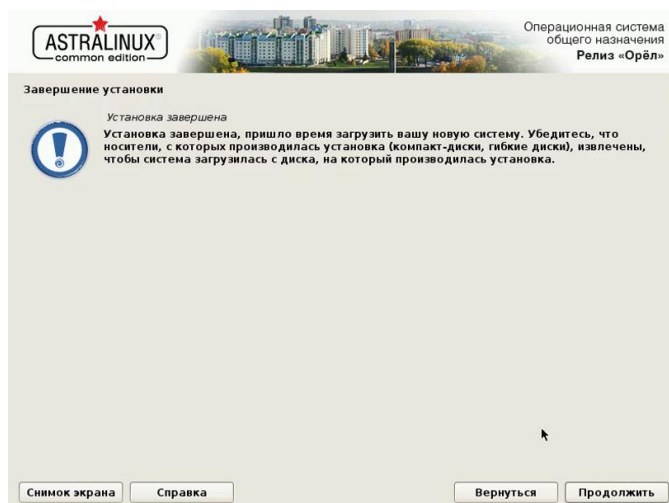 ASTRALINUX
common edition
Операционная система
общего назначения
Релиз «Орёл»
Завершение установки
Установка завершена
Установка завершена, пришло время загрузить вашу новую систему. Убедитесь, что
носители, с которых производилась установка (компакт-диски, гибкие диски), извлечены,
чтобы система загрузилась с диска, на который производилась установка.
Снимок экрана
Справка
Вернуться
Продолжить